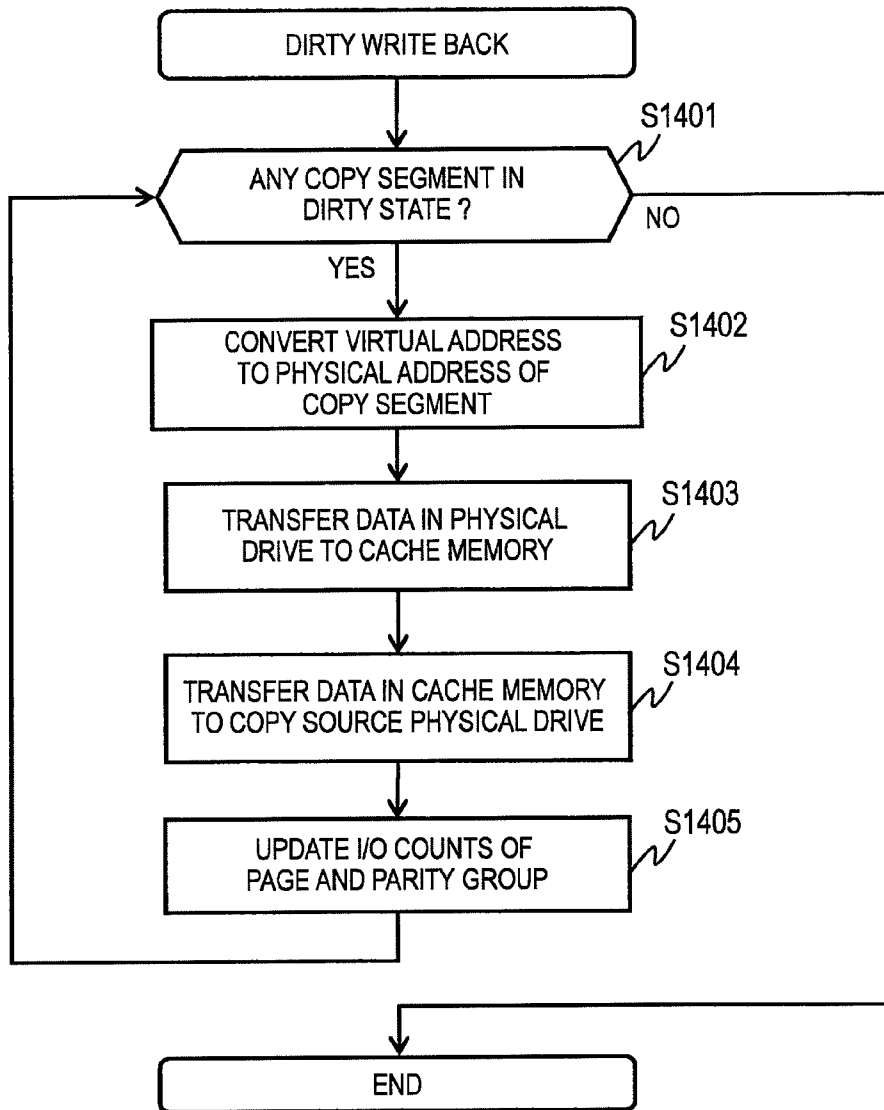 DIRTY WRITE BACK
S1401
ANY COPY SEGMENT IN
DIRTY STATE ?
NO
YES
S1402
CONVERT VIRTUAL ADDRESS
TO PHYSICAL ADDRESS OF
COPY SEGMENT
S1403
TRANSFER DATA IN PHYSICAL
DRIVE TO CACHE MEMORY
S1404
TRANSFER DATA IN CACHE MEMORY
TO COPY SOURCE PHYSICAL DRIVE
S1405
UPDATE I/O COUNTS OF
PAGE AND PARITY GROUP
END